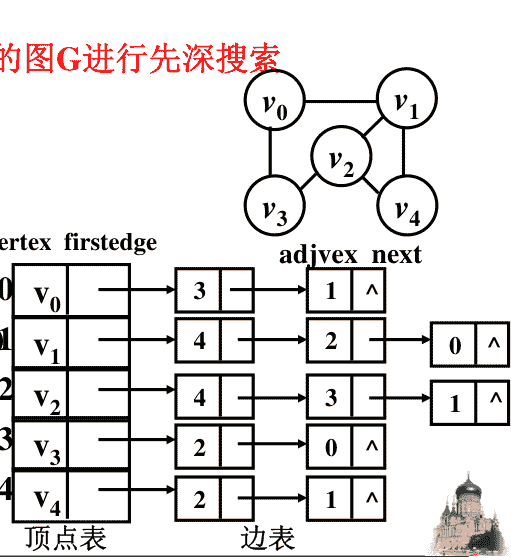 的图G进行先深搜索
v0 v1
v2
v3 v4
ertex firstedge
adjvex next
0 v0 3 1 ^
1 v1 4 2 0 ^
2 v2 4 3 1 ^
3 v3 2 0 ^
4 v4 2 1 ^
顶点表 边表